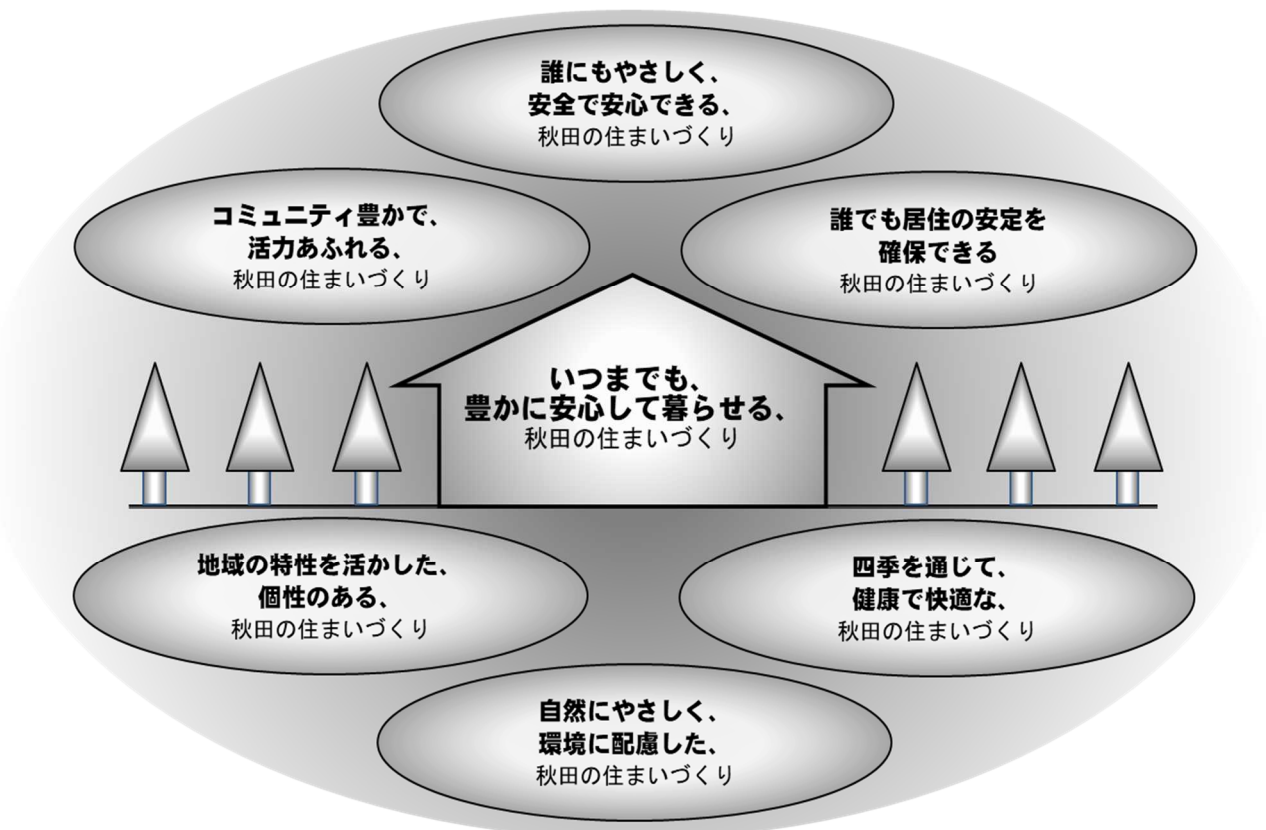 誰にもやさしく、
安全で安心できる、
秋田の住まいづくり
コミュニティ豊かで、
活力あふれる、
秋田の住まいづくり
誰でも居住の安定を
確保できる
秋田の住まいづくり
いつまでも、
豊かに安心して暮らせる、
秋田の住まいづくり
地域の特性を活かした、
個性のある、
秋田の住まいづくり
四季を通じて、
健康で快適な、
秋田の住まいづくり
自然にやさしく、
環境に配慮した、
秋田の住まいづくり